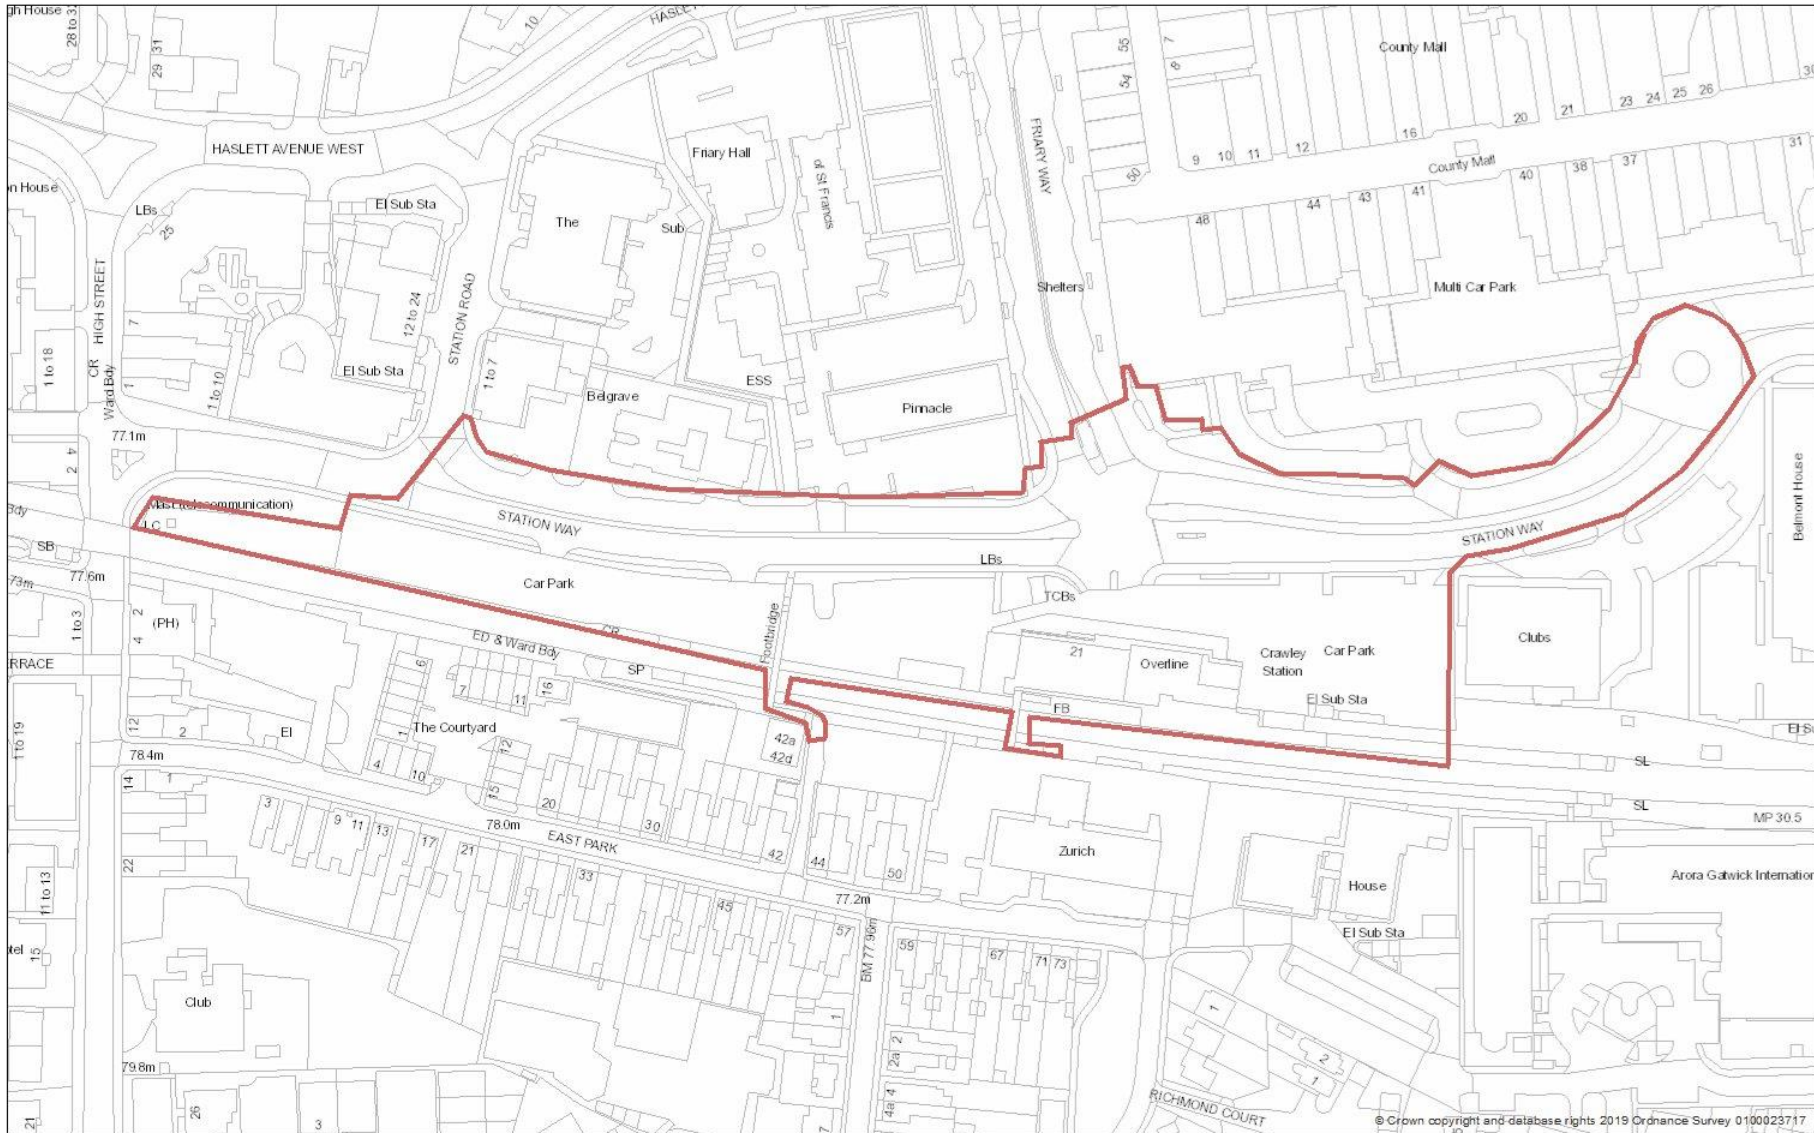 gh House
28 to 3
31
29
10
HASLETT AVENUE WEST
Friary Hall
of St Francis
FRIARY WAY
55
54
50
7
8
County Mall
9
10
11
12
16
20
21
23
24
25
26
30
County Mall
31
37
38
40
41
43
44
48
n House
LBs
25
El Sub Sta
The
Sub
HIGH STREET
CR
Ward Bdy
1 to 18
7
1
1 to 10
12 to 24
El Sub Sta
STATION ROAD
1 to 7
Belgrave
ESS
Pinnacle
Shelters
Multi Car Park
77.1m
4
2
Mast (telecommunication)
LC
Bdy
SB
77.6m
73m
STATION WAY
Car Park
LBs
TCBs
STATION WAY
Belmont House
Clubs
1 to 3
2
4
(PH)
RRACE
CR
ED & Ward Bdy
SP
Footbridge
21
Overline
Crawley
Station
Car Park
El Sub Sta
FB
6
7
11
16
The Courtyard
1
4
10
12
15
El
12
2
1 to 19
78.4m
14
1
42a
42d
El Su
SL
SL
MP 30.5
3
9
11
13
17
21
78.0m
20
30
EAST PARK
33
42
44
50
45
57
77.2m
BM 77.96m
Zurich
House
El Sub Sta
Arora Gatwick Internation
22
11 to 13
otel
15
Club
59
67
71
73
1
2
2a
4
4a
7
1
2
1
79.8m
26
3
21
RICHMOND COURT
© Crown copyright and database rights 2019 Ordnance Survey 0100023717